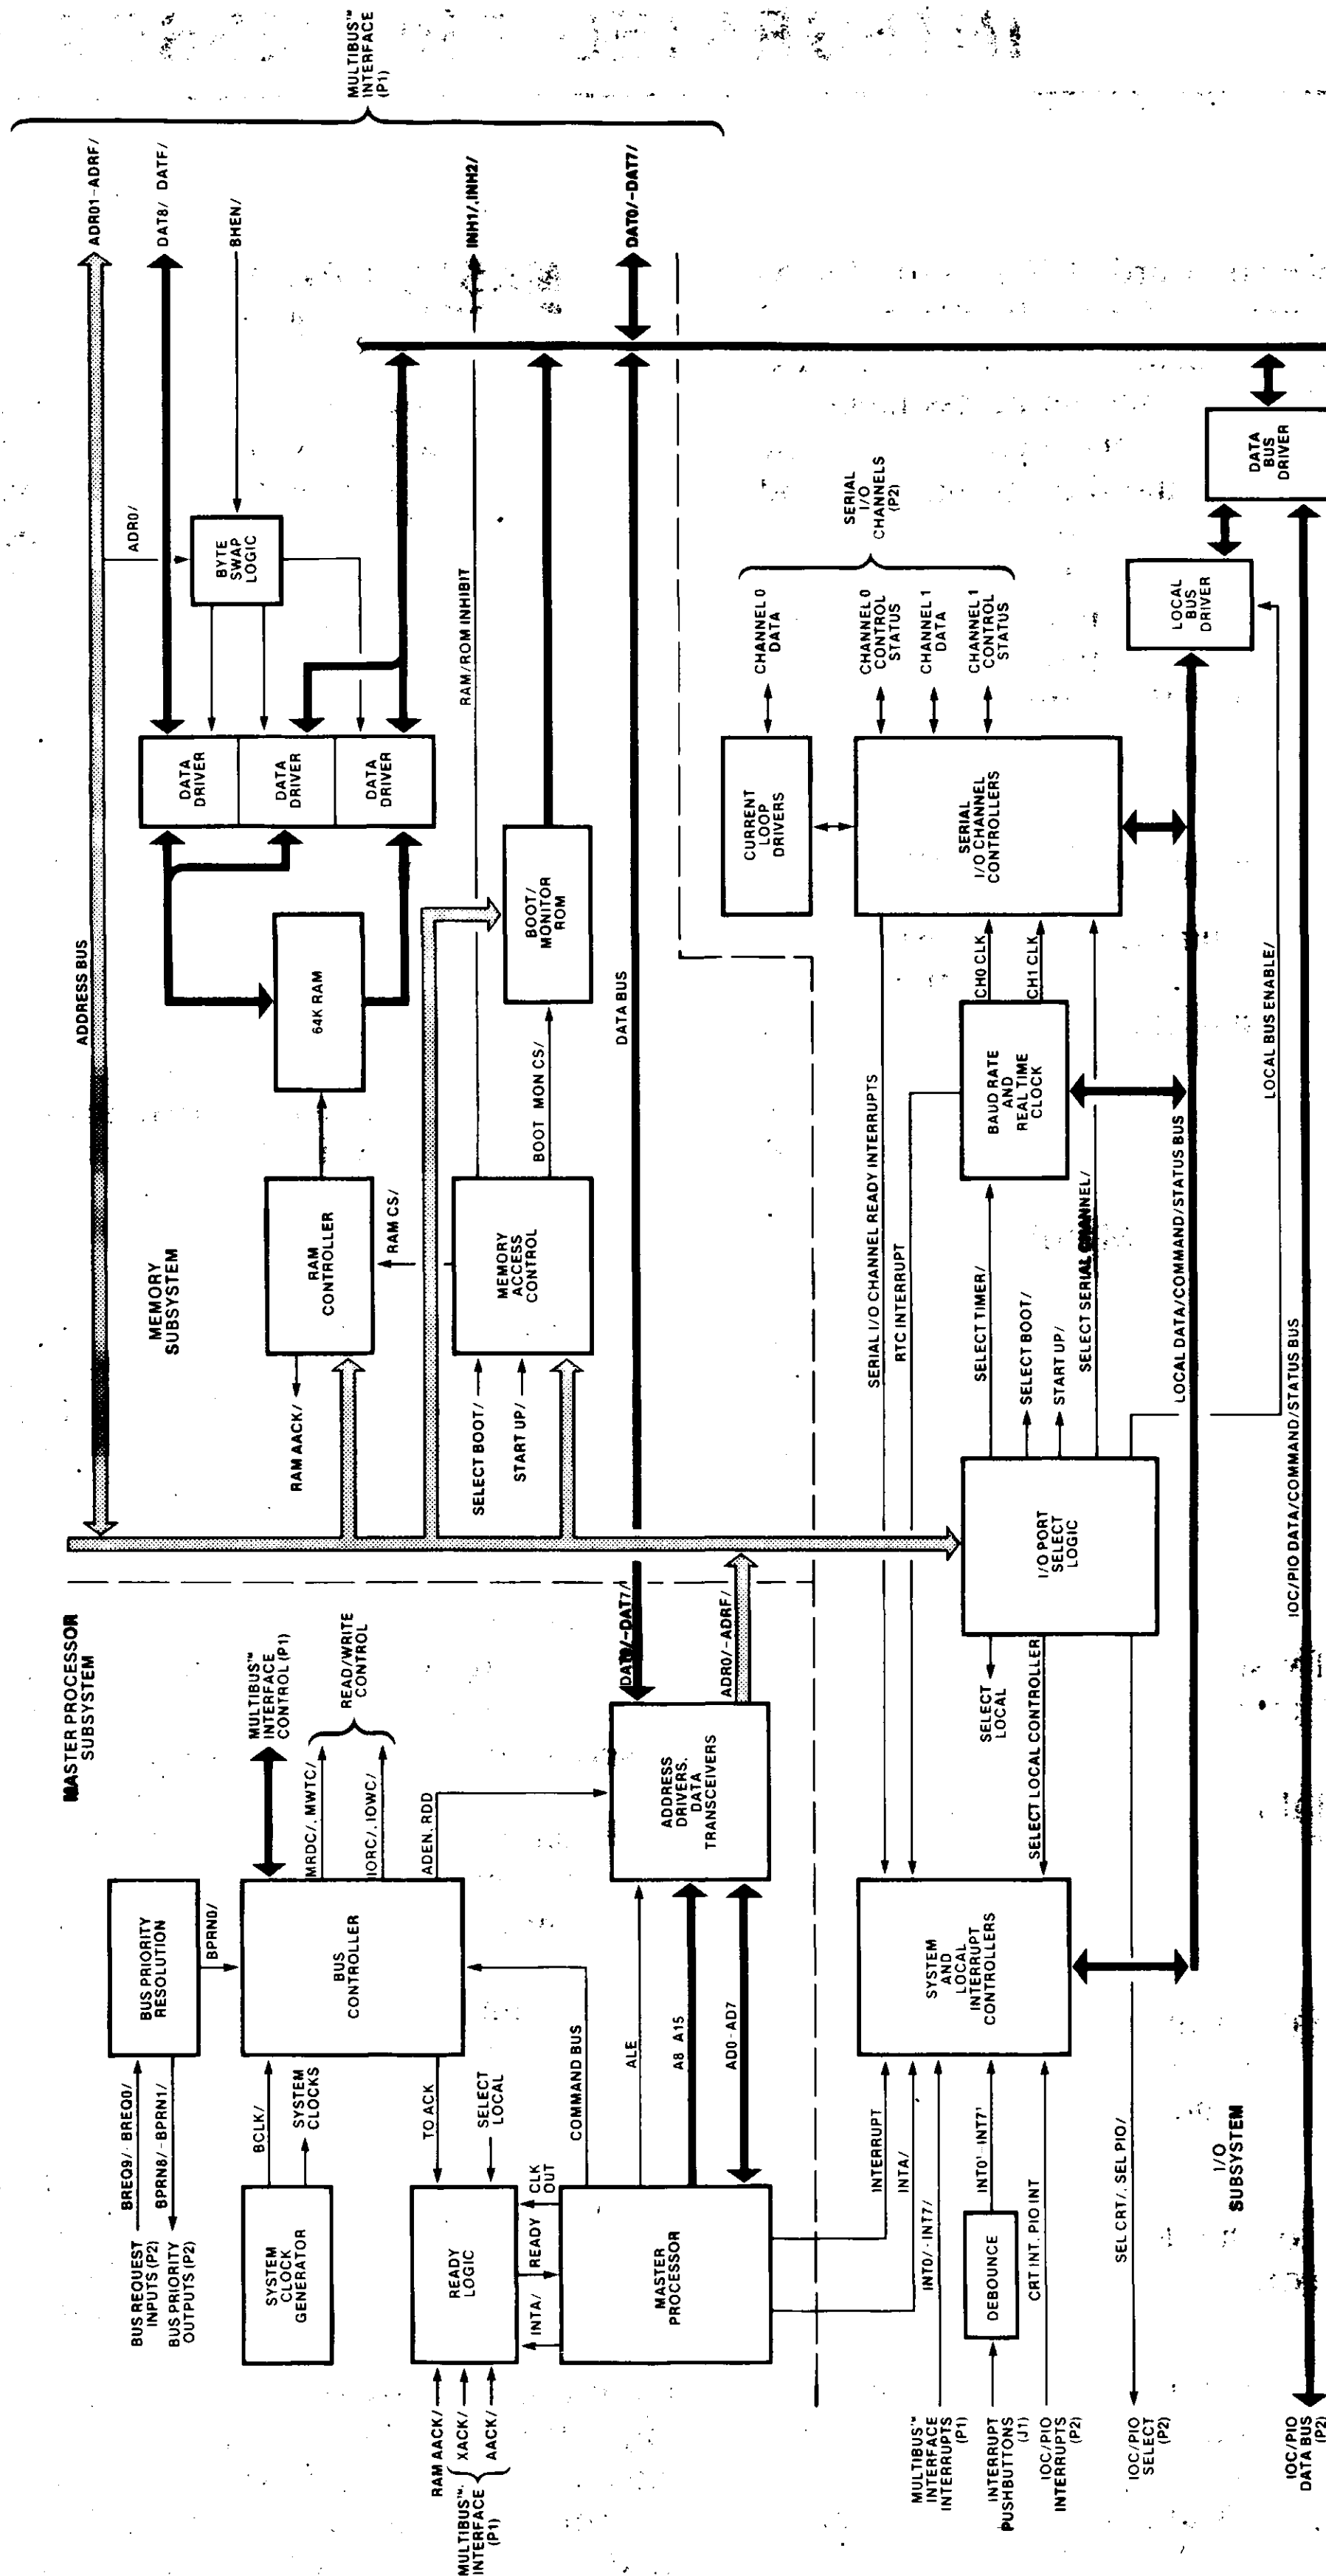 MASTER PROCESSOR
SUBSYSTEM
BUS REQUEST
INPUTS (P2)
BREQ9/-BREQ0/
BUS PRIORITY
OUTPUTS (P2)
BPRN8/-BPRN1/
BUS PRIORITY
RESOLUTION
BPRN0/
SYSTEM
CLOCK
GENERATOR
BCLK/
SYSTEM
CLOCKS
BUS
CONTROLLER
MULTIBUS™
INTERFACE
CONTROL (P1)
MRDC/, MWTC/
IORC/, IOWC/
READ/WRITE
CONTROL
ADEN, RDD
RAM AACK/
XACK/
AACK/
MULTIBUS™
INTERFACE
(P1)
READY
LOGIC
TO ACK
SELECT
LOCAL
INTA/
READY
CLK
OUT
COMMAND BUS
MASTER
PROCESSOR
ALE
A8 A15
AD0-AD7
ADDRESS
DRIVERS.
DATA
TRANSCEIVERS
DAT0/-DAT7/
ADR0/-ADRF/
MEMORY
SUBSYSTEM
ADDRESS BUS
ADR01-ADRF/
DAT8/ DATF/
BHEN/
ADR0/
BYTE
SWAP
LOGIC
MULTIBUS™
INTERFACE
(P1)
DATA
DRIVER
DATA
DRIVER
DATA
DRIVER
64K RAM
RAM
CONTROLLER
RAM AACK/
RAM CS/
SELECT BOOT/
START UP/
MEMORY
ACCESS
CONTROL
RAM/ROM INHIBIT
INH1/,INH2/
BOOT MON CS/
BOOT/
MONITOR
ROM
DATA BUS
DAT0/-DAT7/
I/O
SUBSYSTEM
INTERRUPT
INTA/
MULTIBUS™
INTERFACE
INTERRUPTS
(P1)
INT0/-INT7/
INTERRUPT
PUSHBUTTONS
(J1)
DEBOUNCE
INT0'-INT7'
IOC/PIO
INTERRUPTS
(P2)
CRT INT, PIO INT
SYSTEM
AND
LOCAL
INTERRUPT
CONTROLLERS
SERIAL I/O CHANNEL READY INTERRUPTS
RTC INTERRUPT
SELECT
LOCAL
SELECT LOCAL CONTROLLER
I/O PORT
SELECT
LOGIC
SELECT TIMER/
SELECT BOOT/
START UP/
SELECT SERIAL CHANNEL/
BAUD RATE
AND
REAL TIME
CLOCK
CH0 CLK
CH1 CLK
CURRENT
LOOP
DRIVERS
SERIAL
I/O CHANNEL
CONTROLLERS
CHANNEL 0
DATA
CHANNEL 0
CONTROL
STATUS
CHANNEL 1
DATA
CHANNEL 1
CONTROL
STATUS
SERIAL
I/O
CHANNELS
(P2)
IOC/PIO
SELECT
(P2)
SEL CRT/, SEL PIO/
LOCAL DATA/COMMAND/STATUS BUS
LOCAL BUS ENABLE/
LOCAL
BUS
DRIVER
DATA
BUS
DRIVER
IOC/PIO
DATA BUS
(P2)
IOC/PIO DATA/COMMAND/STATUS BUS